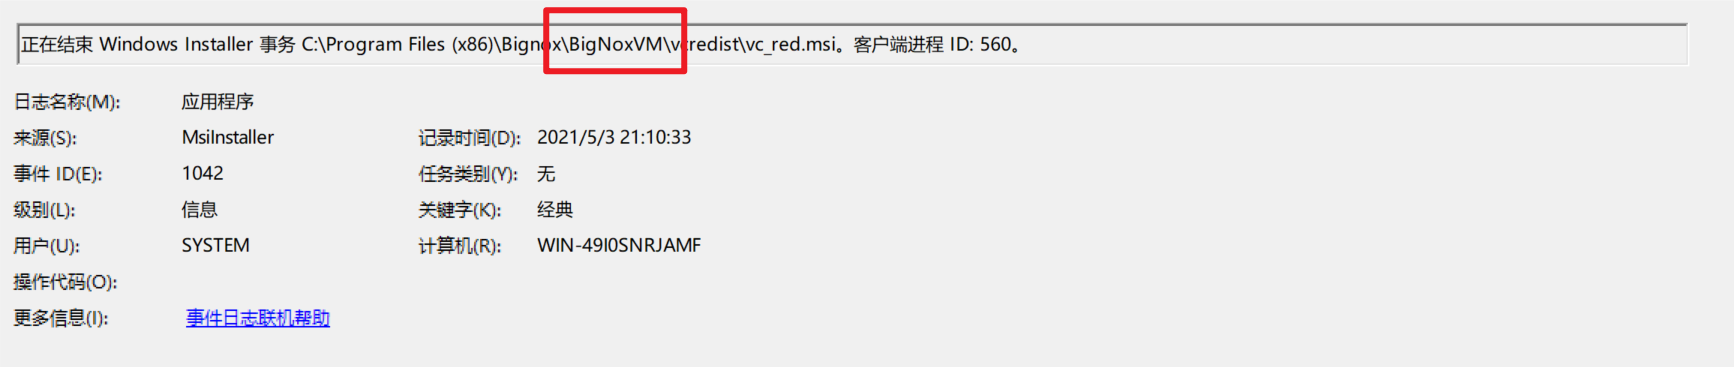 正在结束 Windows Installer 事务 C:\Program Files (x86)\Bignox\BigNoxVM\vcredist\vc_red.msi。客户端进程 ID: 560。
日志名称(M): 应用程序
来源(S): MsiInstaller 记录时间(D): 2021/5/3 21:10:33
事件 ID(E): 1042 任务类别(Y): 无
级别(L): 信息 关键字(K): 经典
用户(U): SYSTEM 计算机(R): WIN-49I0SNRJAMF
操作代码(O):
更多信息(I): 事件日志联机帮助